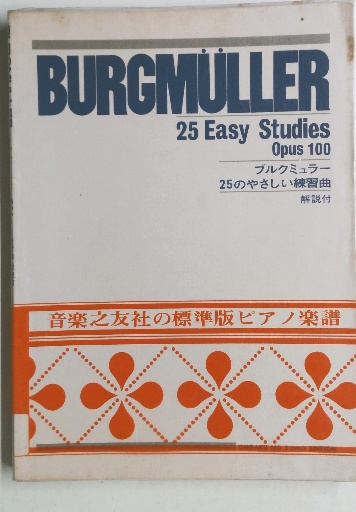 BURGMÜLLER
25 Easy Studies
Opus 100
ブルクミュラー
25のやさしい練習曲
解説付
音楽之友社の標準版ピアノ楽譜